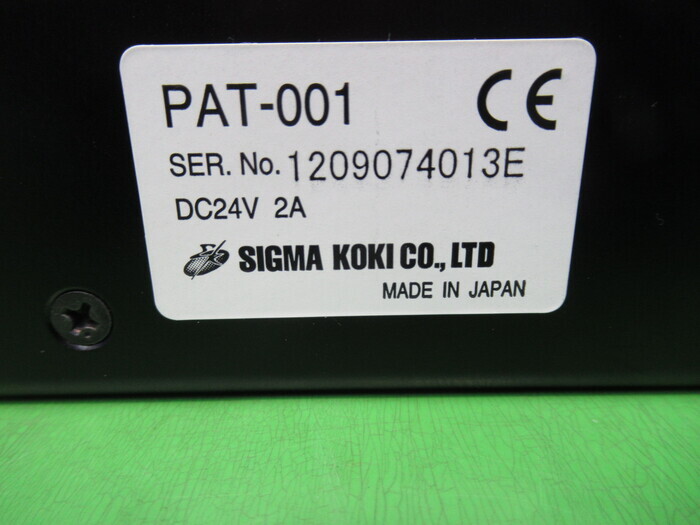 PAT-001 CE
SER. No. 1209074013E
DC24V 2A
SIGMA KOKI CO., LTD
MADE IN JAPAN